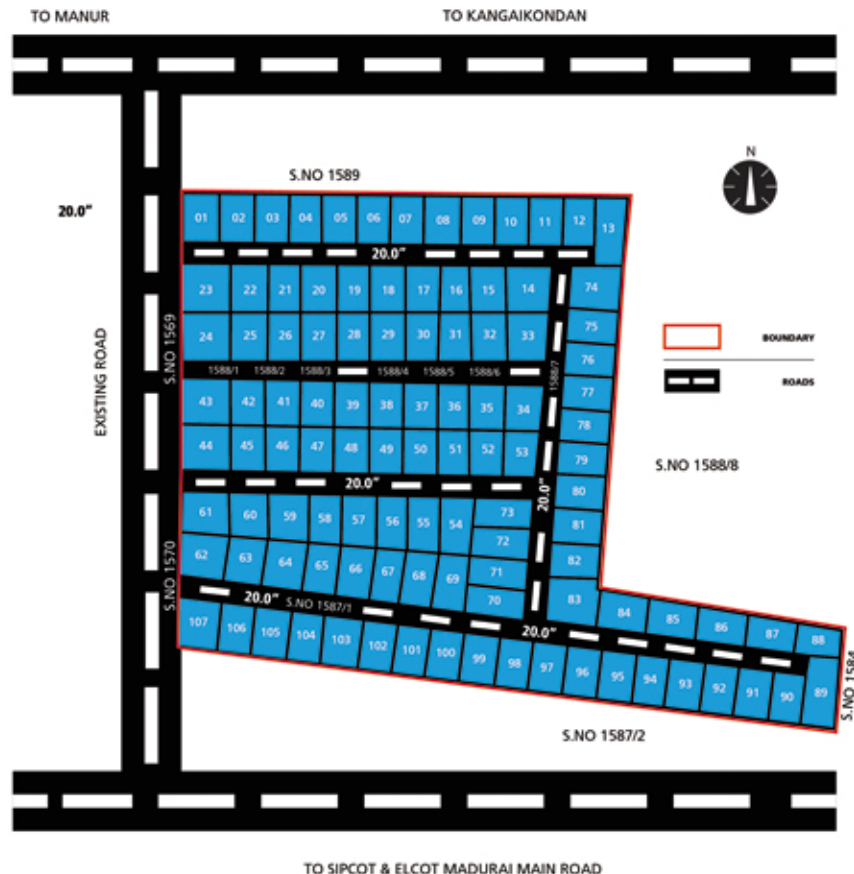 TO MANUR
TO KANGAIKONDAN
N
S.NO 1589
20.0”
01 02 03 04 05 06 07 08 09 10 11 12 13
20.0”
23 22 21 20 19 18 17 16 15 14 74
24 25 26 27 28 29 30 31 32 33 75
76
BOUNDARY
S.NO 1569
1588/1 1588/2 1588/3 1588/4 1588/5 1588/6 1588/7
ROADS
EXISTING ROAD
43 42 41 40 39 38 37 36 35 34 77
78
44 45 46 47 48 49 50 51 52 53 79
S.NO 1588/8
20.0”
20.0”
80
61 60 59 58 57 56 55 54 73 81
72
62 63 64 65 66 67 68 69 71 82
70
S.NO 1570
20.0” S.NO 1587/1
20.0”
83 84 85 86 87 88
107 106 105 104 103 102 101 100 99 98 97 96 95 94 93 92 91 90 89
S.NO 1584
S.NO 1587/2
TO SIPCOT & ELCOT MADURAI MAIN ROAD